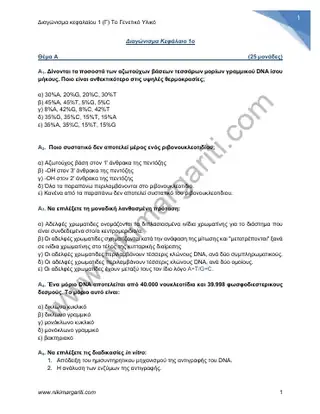 Διαγώνισμα κεφαλαίου 1 (Γ') Το Γενετικό Υλικό
1
Διαγώνισμα Κεφάλαιο 1ο
Θέμα Α (25 μονάδες)
Α₁. Δίνονται τα ποσοστά των αζωτούχων βάσεων τεσσάρων μορίων γραμμικού DNA ίσου
μήκους. Ποιο είναι ανθεκτικότερο στις υψηλές θερμοκρασίες;
α) 30%A, 20%G, 20%C, 30%T
β) 45%A, 45%T, 5%G, 5%C
γ) 8%A, 42%G, 8%C, 42%T
δ) 35%G, 35%C, 15%T, 15%A
ε) 35%A, 35%C, 15%T, 15%G
Α₂. Ποιο συστατικό δεν αποτελεί μέρος ενός ριβονουκλεοτιδίου:
α) Αζωτούχος βάση στον 1' άνθρακα της πεντόζης
β) -OH στον 3' άνθρακα της πεντόζης
γ) -OH στον 2' άνθρακα της πεντόζης
δ) Όλα τα παραπάνω περιλαμβάνονται στο ριβονουκλεοτίδιο.
ε) Κανένα από τα παραπάνω δεν αποτελεί συστατικό του ριβονουκλεοτιδίου.
Α₃. Να επιλέξετε τη μοναδική λανθασμένη πρόταση:
α) Αδελφές χρωματίδες ονομάζονται τα διπλασιασμένα ινίδια χρωματίνης για το διάστημα που
είναι συνδεδεμένα στο κεντρομερίδιο.
β) Οι αδελφές χρωματίδες σχηματίζονται κατά την ανάφαση της μίτωσης και "μετατρέπονται" ξανά
σε ινίδια χρωματίνης στο τέλος της κυτταρικής διαίρεσης.
γ) Οι αδελφές χρωματίδες περιλαμβάνουν τέσσερις κλώνους DNA, ανά δύο συμπληρωματικούς.
δ) Οι αδελφές χρωματίδες περιλαμβάνουν τέσσερις κλώνους DNA, ανά δύο όμοιους.
ε) Οι αδελφές χρωματίδες έχουν μεταξύ τους τον ίδιο λόγο A+T/G+C.
Α₄. Ένα μόριο DNA αποτελείται από 40.000 νουκλεοτίδια και 39.998 φωσφοδιεστερικούς
δεσμούς. Το μόριο αυτό είναι:
α) δίκλωνο κυκλικό
β) δίκλωνο γραμμικό
γ) μονόκλωνο κυκλικό
δ) μονόκλωνο γραμμικό
ε) βακτηριακό
Α₅. Να επιλέξετε τις διαδικασίες in vitro:
1. Απόδειξη του ημισυντηρητικού μηχανισμού της αντιγραφής του DNA.
2. Η ανάλυση των ενζύμων της αντιγραφής.
www.nikimargariti.com
www.nikimargariti.com 1